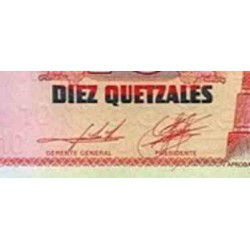 DIEZ QUETZALES
GERENTE GENERAL PRESIDENTE